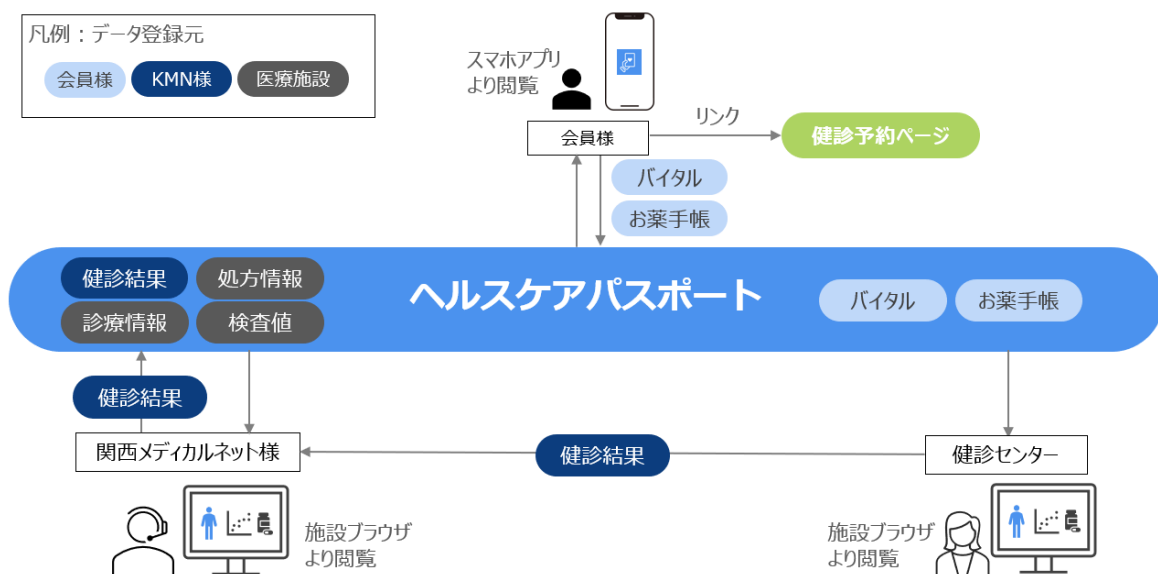 凡例：データ登録元
会員様
KMN様
医療施設
スマホアプリ
より閲覧
会員様
リンク
健診予約ページ
バイタル
お薬手帳
健診結果
処方情報
診療情報
検査値
ヘルスケアパスポート
バイタル
お薬手帳
健診結果
関西メディカルネット様
健診結果
健診センター
施設ブラウザ
より閲覧
施設ブラウザ
より閲覧